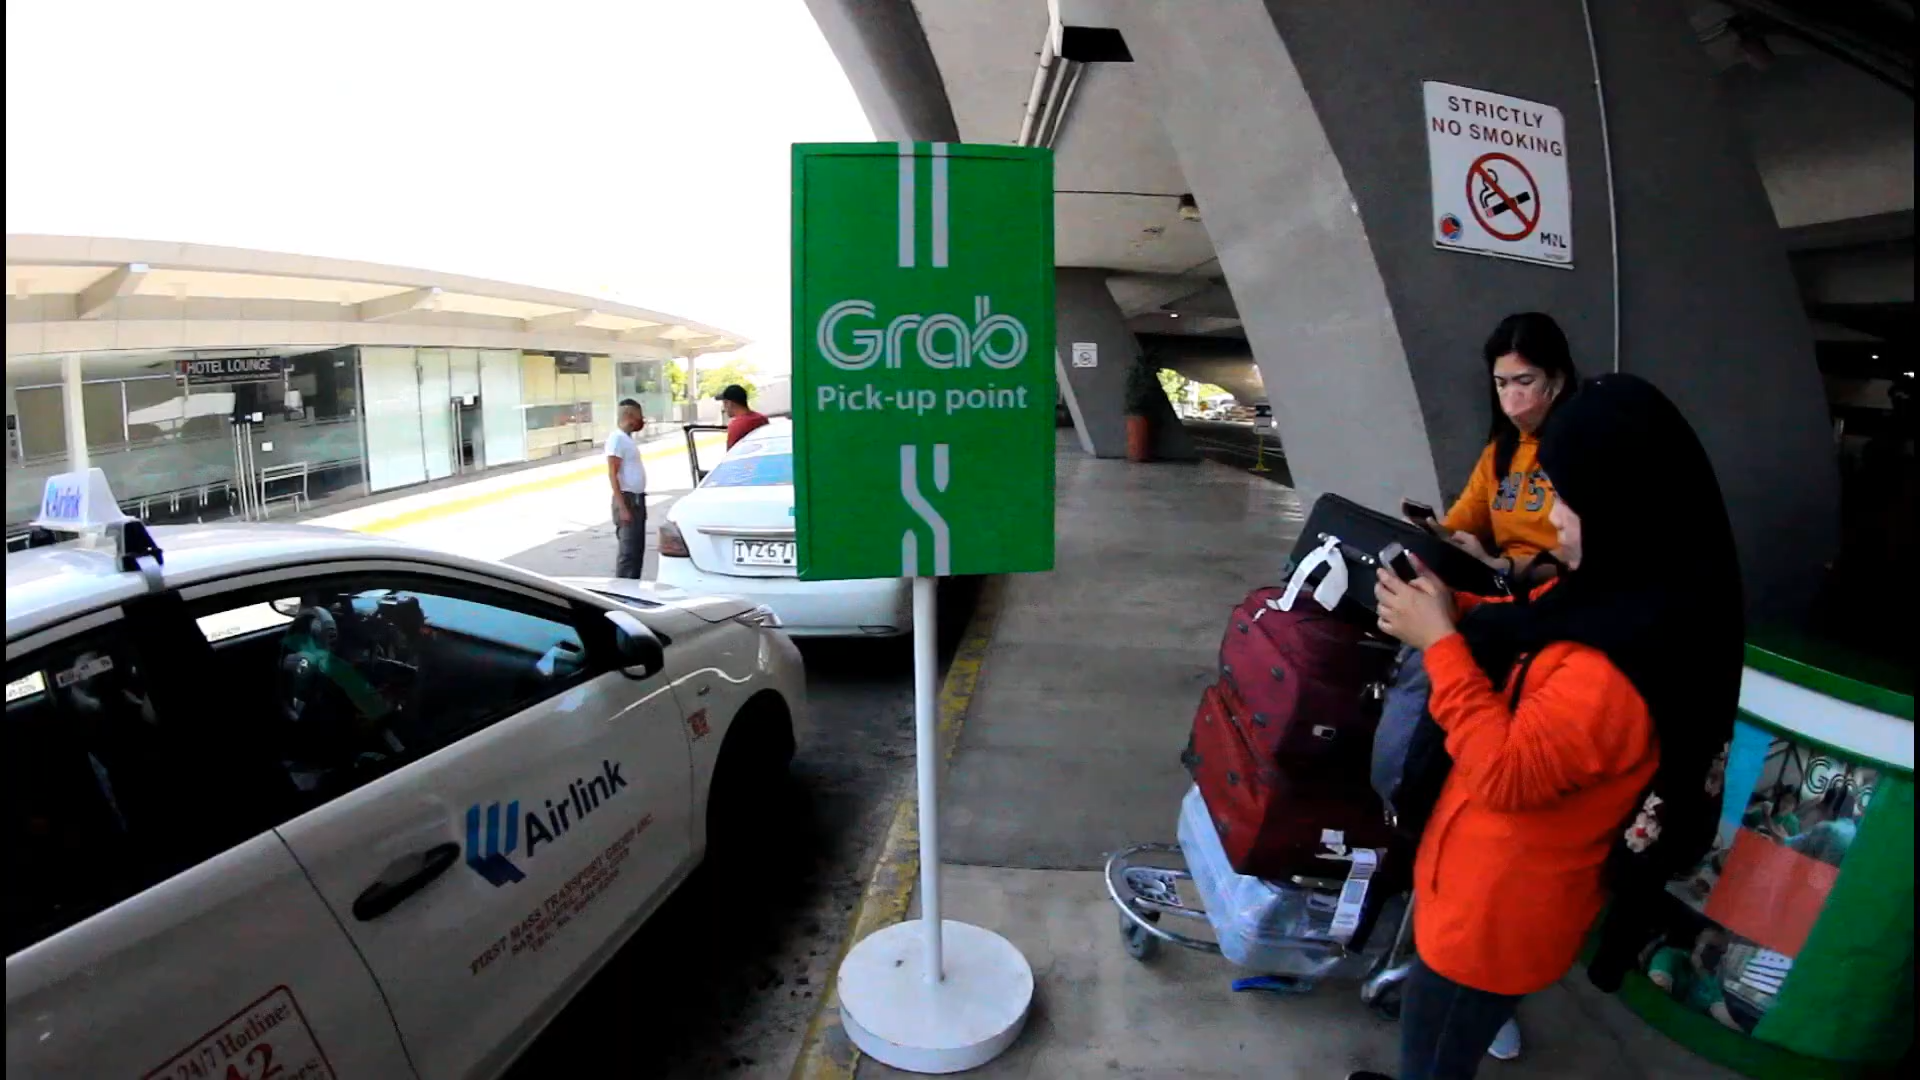 STRICTLY
NO SMOKING
MNL
Grab
Pick-up point
HOTEL LOUNGE
Airlink
TYZ671
Airlink
FIRST MASS TRANSPORT GROUP INC.
24/7 Hotline: